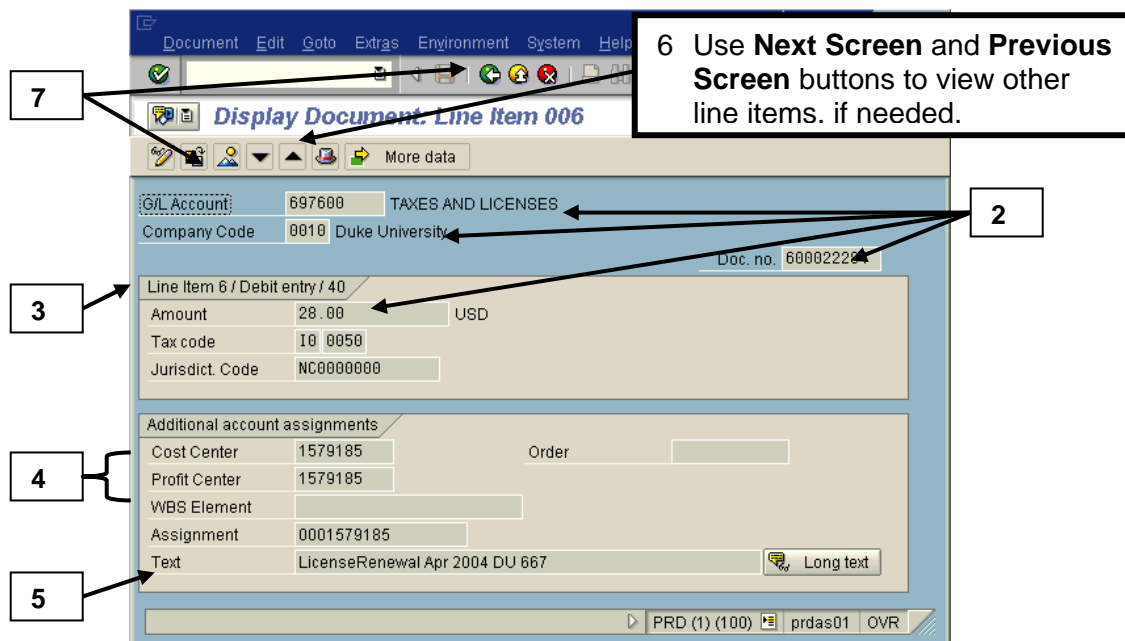 Document Edit Goto Extras Environment System Help
6 Use Next Screen and Previous Screen buttons to view other line items. if needed.
7
Display Document: Line Item 006
More data
G/L Account 697600 TAXES AND LICENSES
Company Code 0010 Duke University
2
Doc. no.
3
Line Item 6 / Debit entry / 40
Amount 28.00 USD
Tax code I0 0050
Jurisdict. Code NC0000000
Additional account assignments
4
Cost Center 1579185 Order
Profit Center 1579185
WBS Element
Assignment 0001579185
Text LicenseRenewal Apr 2004 DU 667 Long text
5
PRD (1) (100) prdas01 OVR